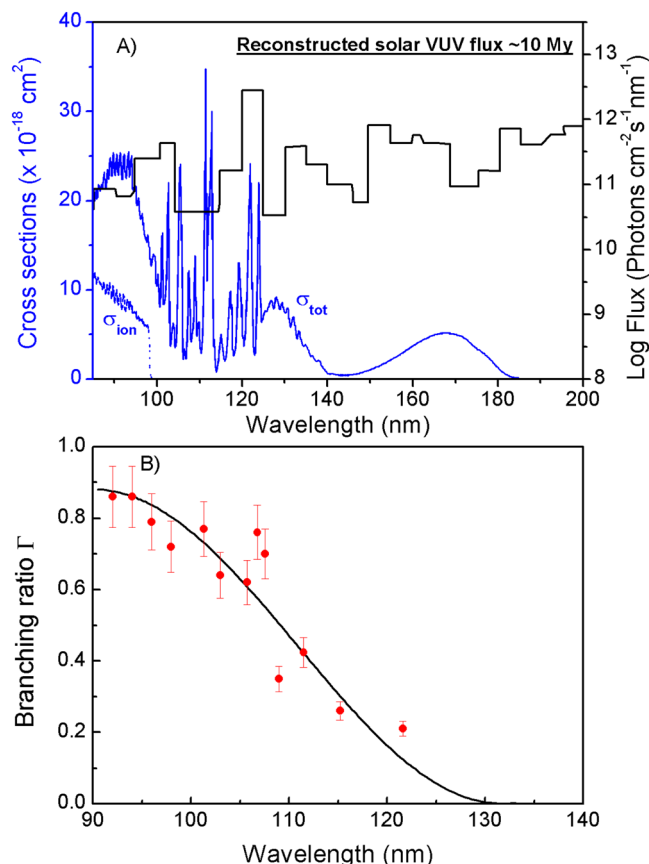 A)
Reconstructed solar VUV flux ~10 My
Cross sections (x 10⁻¹⁸ cm²)
40
30
20
10
0
σion
σtot
13
12
11
10
9
8
Log Flux (Photons cm⁻²s⁻¹nm⁻¹)
100 120 140 160 180 200
Wavelength (nm)
B)
Branching ratio Γ
1.0
0.8
0.6
0.4
0.2
0.0
90 100 110 120 130 140
Wavelength (nm)